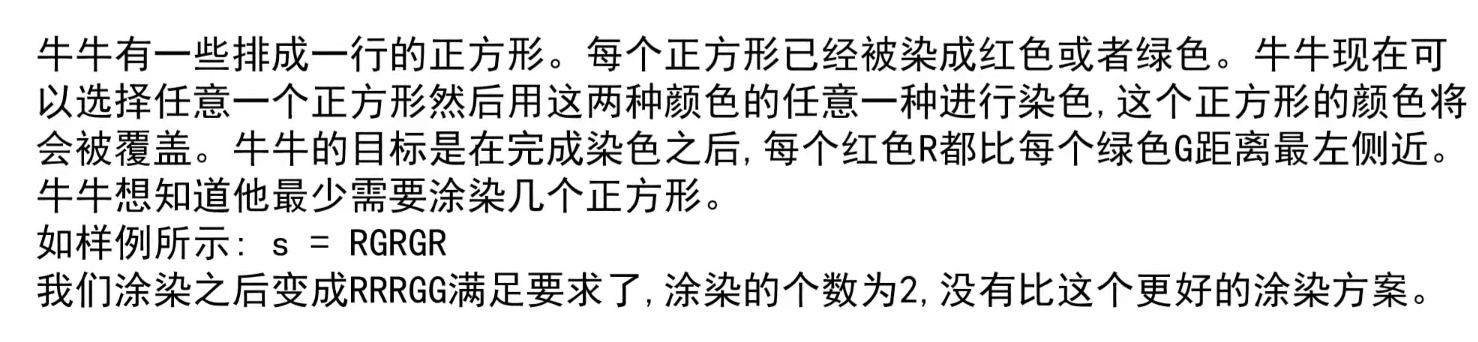 牛牛有一些排成一行的正方形。每个正方形已经被染成红色或者绿色。牛牛现在可
以选择任意一个正方形然后用这两种颜色的任意一种进行染色,这个正方形的颜色将
会被覆盖。牛牛的目标是在完成染色之后,每个红色R都比每个绿色G距离最左侧近。
牛牛想知道他最少需要涂染几个正方形。
如样例所示: s = RGRGR
我们涂染之后变成RRRGG满足要求了,涂染的个数为2,没有比这个更好的涂染方案。